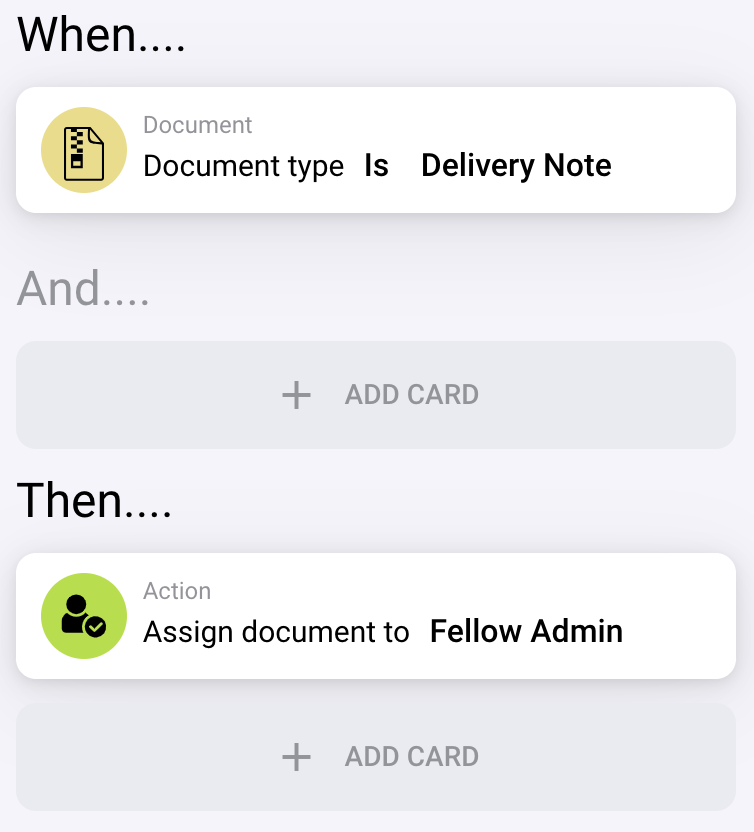 When....
Document
Document type Is Delivery Note
And....
+ ADD CARD
Then....
Action
Assign document to Fellow Admin
+ ADD CARD